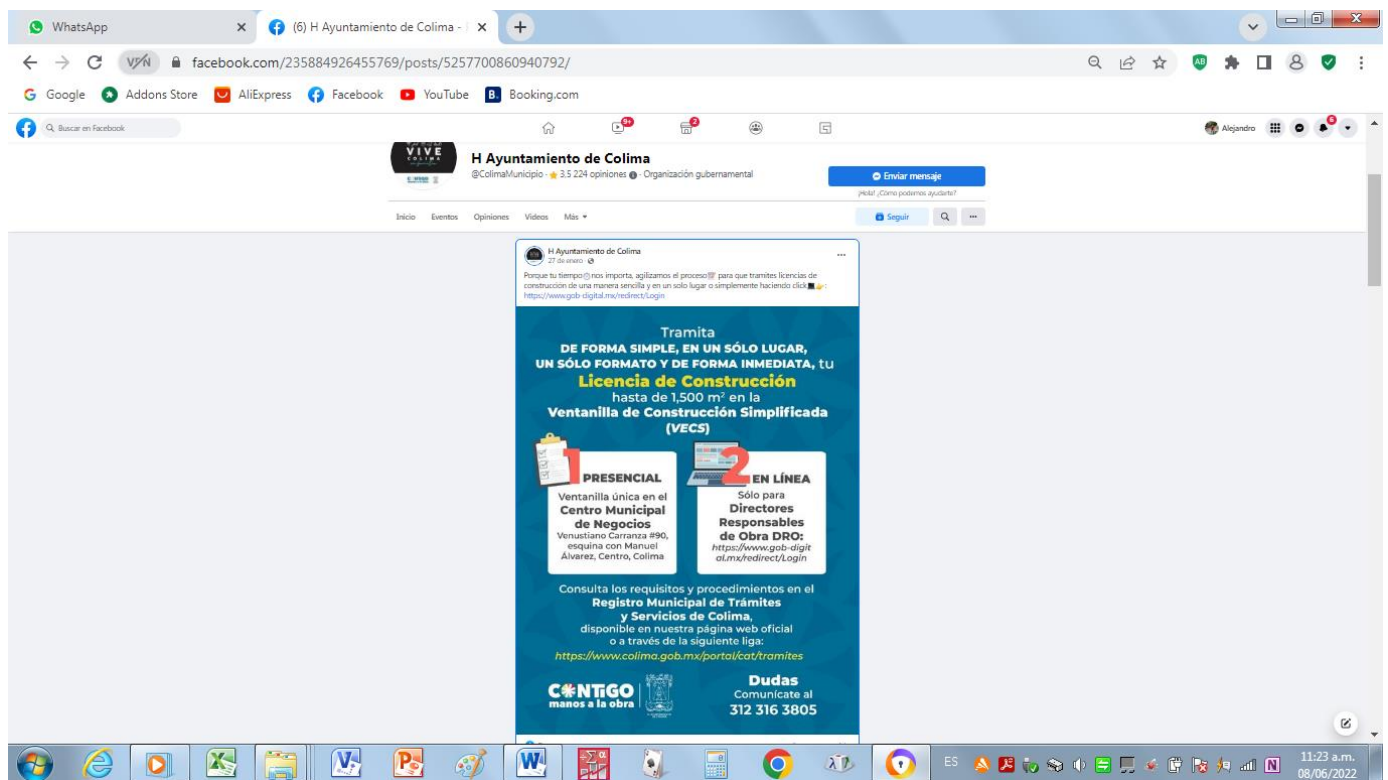 WhatsApp
(6) H Ayuntamiento de Colima -
facebook.com/235884926455769/posts/5257700860940792/
Google
Addons Store
AliExpress
Facebook
YouTube
Booking.com
Buscar en Facebook
9+
2
Alejandro
6
VIVE
COLIMA
H Ayuntamiento de Colima
@ColimaMunicipio · 3.5 224 opiniones · Organización gubernamental
Enviar mensaje
¡Hola! ¿Cómo podemos ayudarte?
Inicio Eventos Opiniones Videos Más
Seguir
H Ayuntamiento de Colima
27 de enero ·
Porque tu tiempo nos importa, agilizamos el proceso para que tramites licencias de
construcción de una manera sencilla y en un solo lugar o simplemente haciendo click :
https://www.gob-digital.mx/redirect/Login
Tramita
DE FORMA SIMPLE, EN UN SÓLO LUGAR,
UN SÓLO FORMATO Y DE FORMA INMEDIATA, tu
Licencia de Construcción
hasta de 1,500 m² en la
Ventanilla de Construcción Simplificada
(VECS)
1
PRESENCIAL
Ventanilla única en el
Centro Municipal
de Negocios
Venustiano Carranza #90,
esquina con Manuel
Álvarez, Centro, Colima
2
EN LÍNEA
Sólo para
Directores
Responsables
de Obra DRO:
https://www.gob-digit
al.mx/redirect/Login
Consulta los requisitos y procedimientos en el
Registro Municipal de Trámites
y Servicios de Colima,
disponible en nuestra página web oficial
o a través de la siguiente liga:
https://www.colima.gob.mx/portal/cat/tramites
CONTIGO
manos a la obra
Dudas
Comunícate al
312 316 3805
ES
11:23 a.m.
08/06/2022